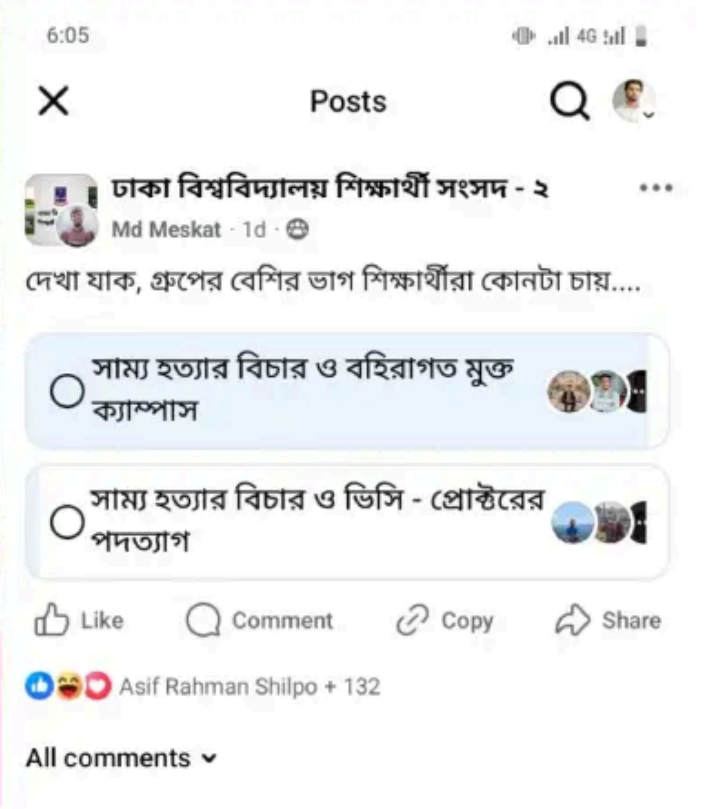 6:05
4G
Posts
ঢাকা বিশ্ববিদ্যালয় শিক্ষার্থী সংসদ - ২
Md Meskat · 1d ·
দেখা যাক, গ্রুপের বেশির ভাগ শিক্ষার্থীরা কোনটা চায়....
সাম্য হত্যার বিচার ও বহিরাগত মুক্ত
ক্যাম্পাস
সাম্য হত্যার বিচার ও ভিসি - প্রোক্টরের
পদত্যাগ
Like Comment Copy Share
Asif Rahman Shilpo + 132
All comments